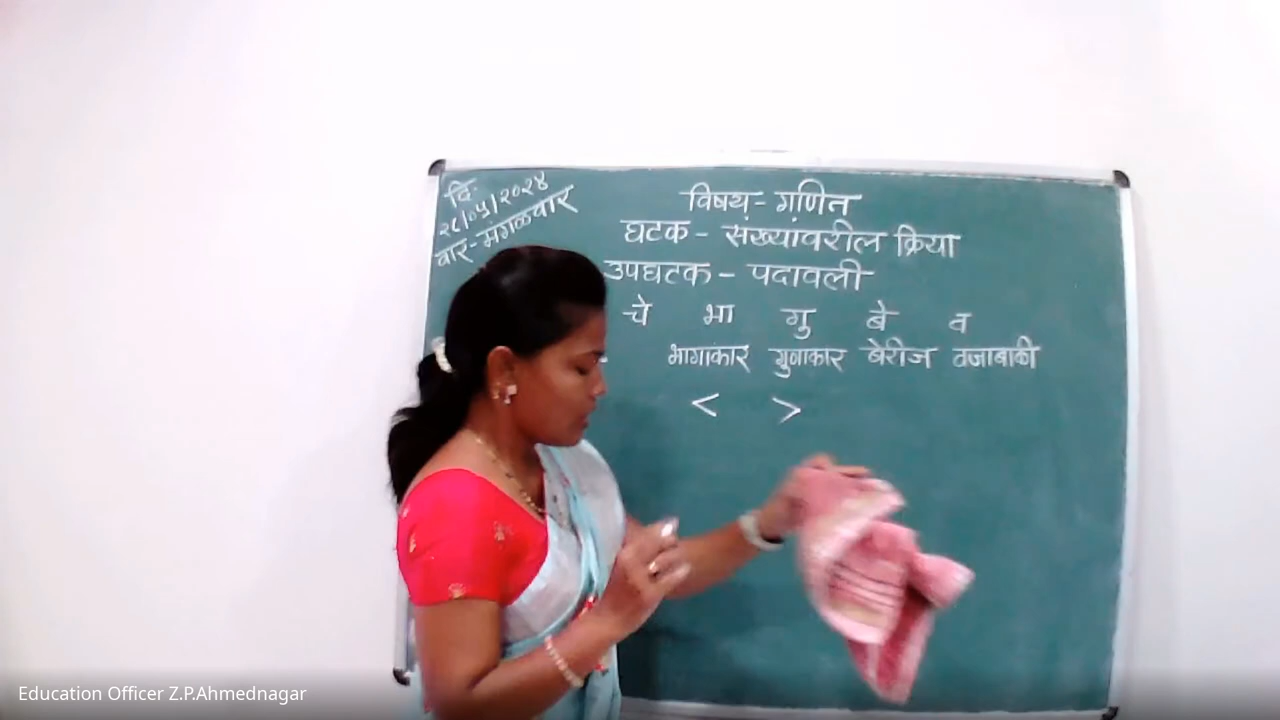 दि:
२८/०५/२०२४
वार-मंगळवार
विषय- गणित
घटक - संख्यांवरील क्रिया
उपघटक - पदावली
चे भा गु बे व
भागाकार गुणाकार बेरीज वजाबाकी
< >
Education Officer Z.P.Ahmednagar